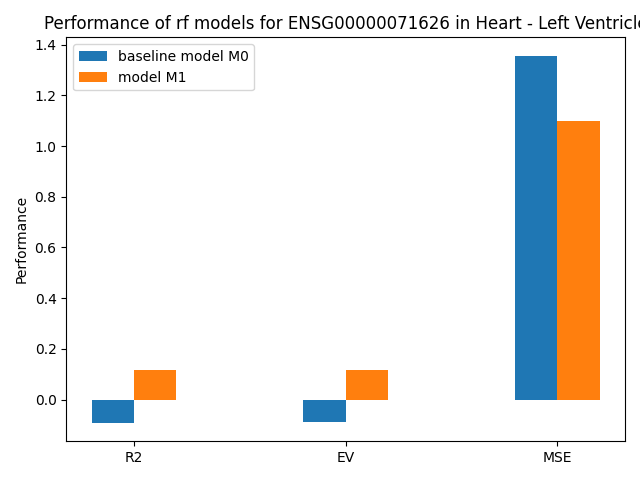 Performance of rf models for ENSG00000071626 in Heart - Left Ventricle
baseline model M0
model M1
Performance
1.4
1.2
1.0
0.8
0.6
0.4
0.2
0.0
R2 EV MSE